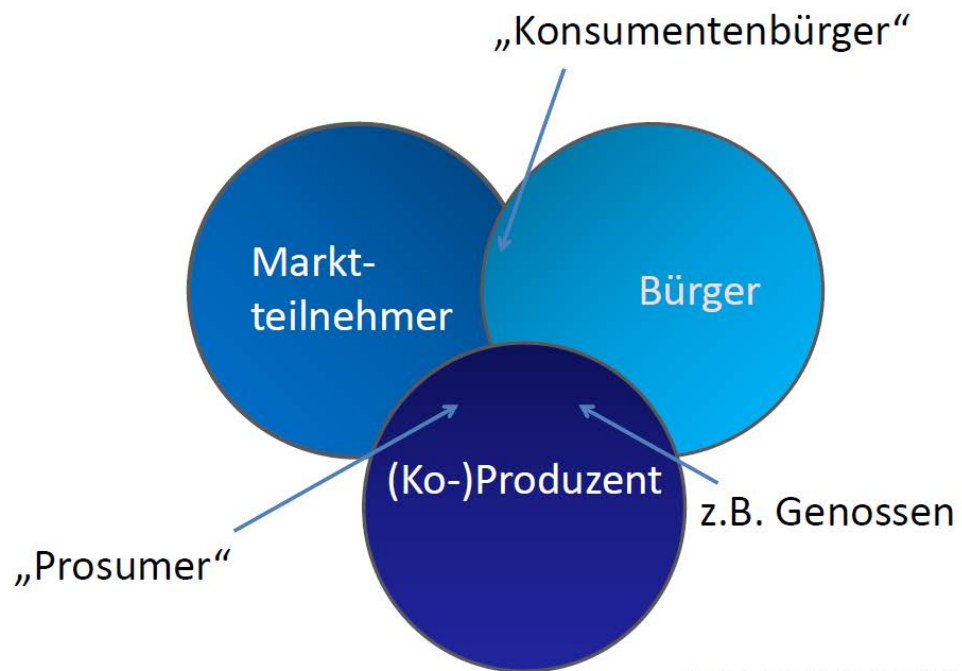 „Konsumentenbürger“
Markt-
teilnehmer
Bürger
(Ko-)Produzent
z.B. Genossen
„Prosumer“